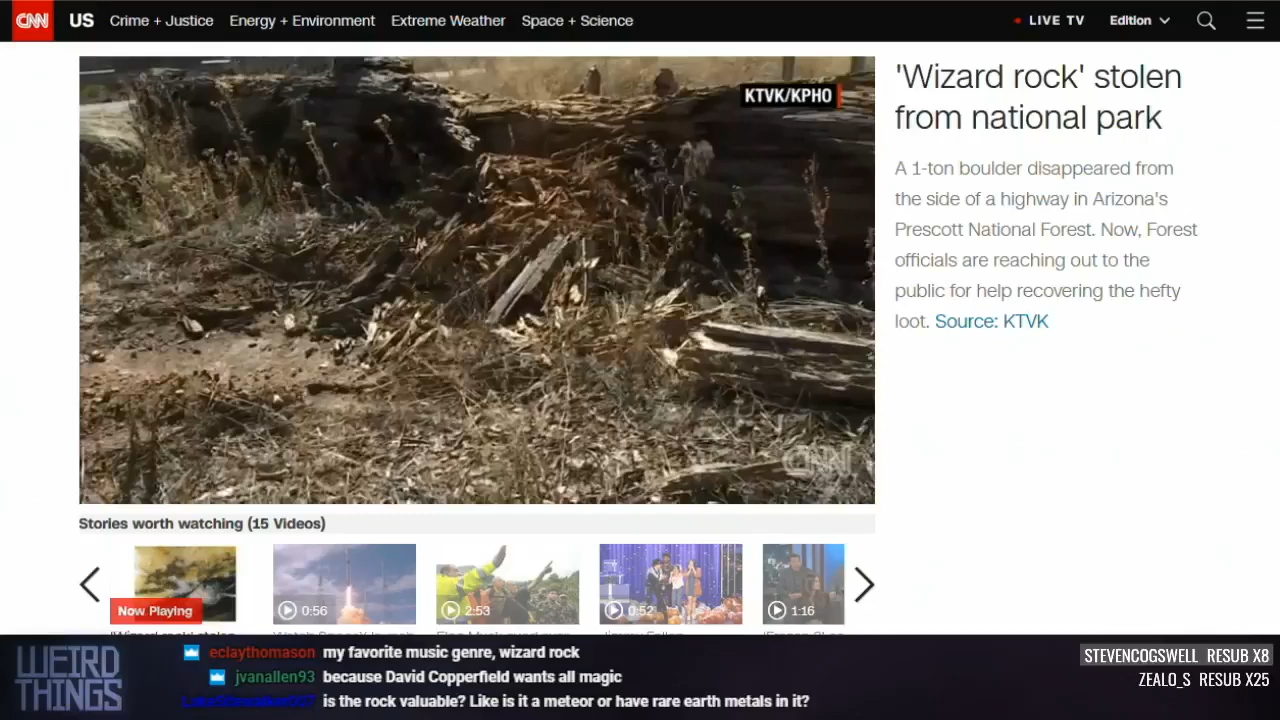 CNN US Crime + Justice Energy + Environment Extreme Weather Space + Science LIVE TV Edition
KTVK/KPHO
'Wizard rock' stolen
from national park
A 1-ton boulder disappeared from
the side of a highway in Arizona's
Prescott National Forest. Now, Forest
officials are reaching out to the
public for help recovering the hefty
loot. Source: KTVK
CNN
Stories worth watching (15 Videos)
Now Playing
0:56
2:53
0:52
1:16
WEIRD
THINGS
eclaythomason my favorite music genre, wizard rock
jvanallen93 because David Copperfield wants all magic
is the rock valuable? Like is it a meteor or have rare earth metals in it?
STEVENCOGSWELL RESUB X8
ZEALO_S RESUB X25